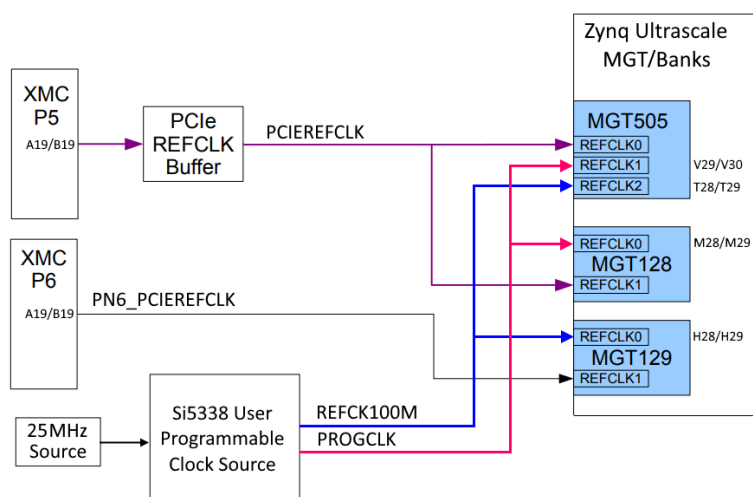 Zynq Ultrascale
MGT/Banks
XMC
P5
A19/B19
PCIe
REFCLK
Buffer
PCIEREFCLK
MGT505
REFCLK0
REFCLK1
V29/V30
REFCLK2
T28/T29
XMC
P6
A19/B19
PN6_PCIEREFCLK
REFCLK0
M28/M29
MGT128
REFCLK1
REFCLK0
H28/H29
MGT129
REFCLK1
25MHz
Source
Si5338 User
Programmable
Clock Source
REFCK100M
PROGCLK